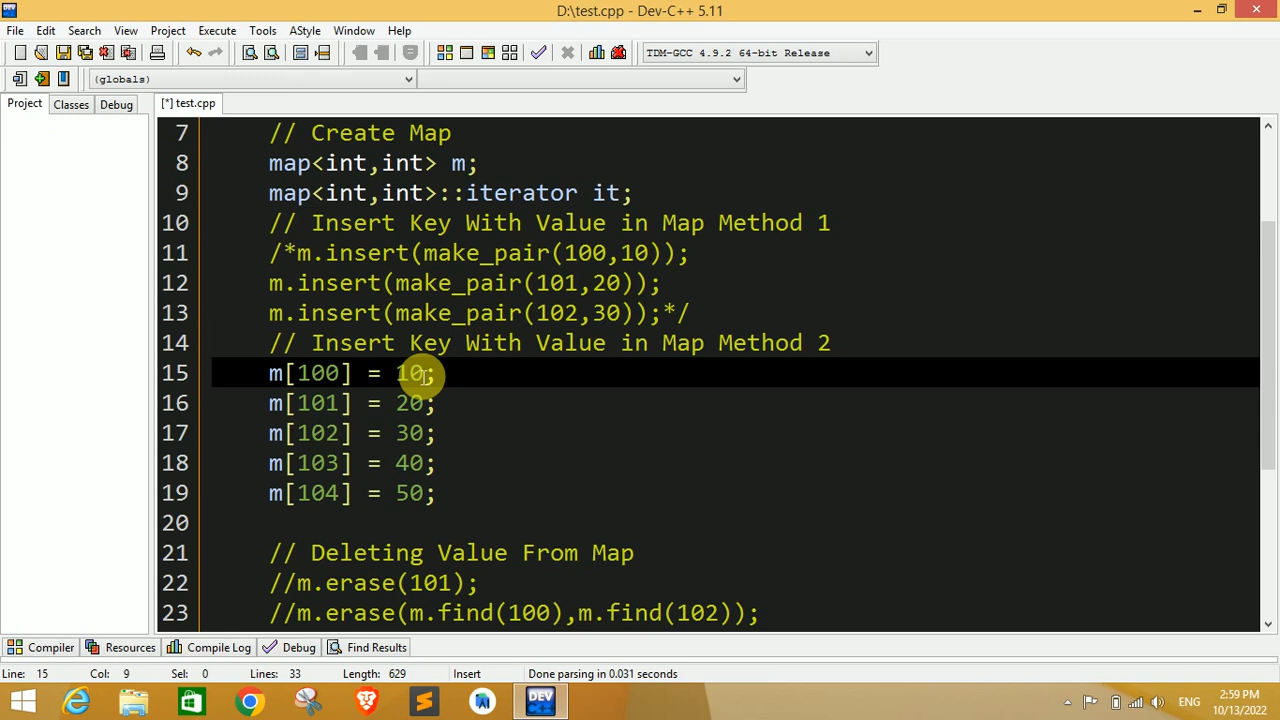 D:\test.cpp - Dev-C++ 5.11
File Edit Search View Project Execute Tools AStyle Window Help
TDM-GCC 4.9.2 64-bit Release
(globals)
Project Classes Debug [*] test.cpp
7 // Create Map
8 map<int,int> m;
9 map<int,int>::iterator it;
10 // Insert Key With Value in Map Method 1
11 /*m.insert(make_pair(100,10));
12 m.insert(make_pair(101,20));
13 m.insert(make_pair(102,30));*/
14 // Insert Key With Value in Map Method 2
15 m[100] = 10;
16 m[101] = 20;
17 m[102] = 30;
18 m[103] = 40;
19 m[104] = 50;
20
21 // Deleting Value From Map
22 //m.erase(101);
23 //m.erase(m.find(100),m.find(102));
Compiler Resources Compile Log Debug Find Results
Line: 15 Col: 9 Sel: 0 Lines: 33 Length: 629 Insert Done parsing in 0.031 seconds
DEV
ENG
2:59 PM
10/13/2022